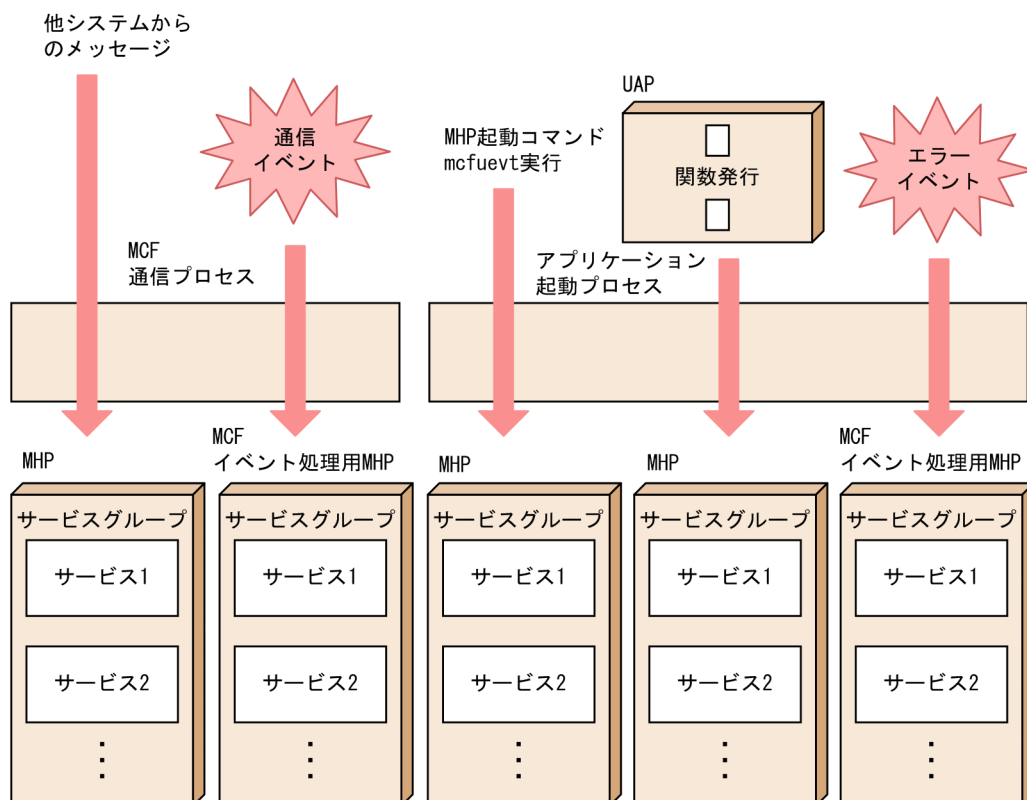 他システムから
のメッセージ
通信
イベント
MHP起動コマンド
mcfuevt実行
UAP
関数発行
エラー
イベント
MCF
通信プロセス
アプリケーション
起動プロセス
MHP
サービスグループ
サービス1
サービス2
⋮
MCF
イベント処理用MHP
サービスグループ
サービス1
サービス2
⋮
MHP
サービスグループ
サービス1
サービス2
⋮
MHP
サービスグループ
サービス1
サービス2
⋮
MCF
イベント処理用MHP
サービスグループ
サービス1
サービス2
⋮